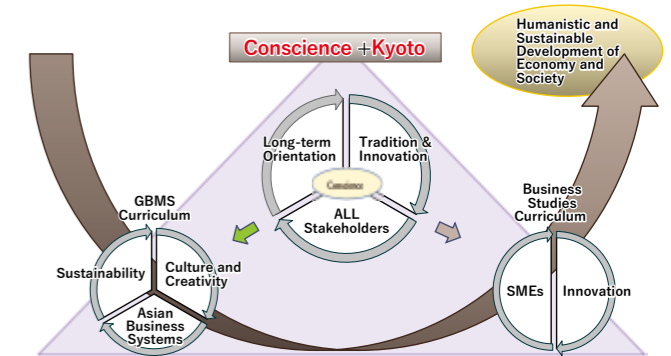 Conscience +Kyoto
Humanistic and
Sustainable
Development of
Economy and
Society
Long-term
Orientation
Tradition &
Innovation
Conscience
ALL
Stakeholders
GBMS
Curriculum
Sustainability
Culture and
Creativity
Asian
Business
Systems
Business
Studies
Curriculum
SMEs
Innovation